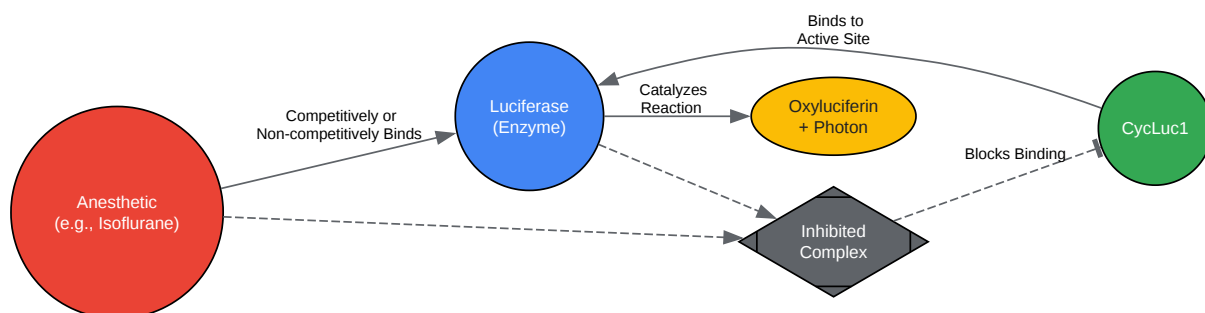 Binds to
Active Site
Catalyzes
Reaction
Luciferase
(Enzyme)
Oxyluciferin
+ Photon
CycLuc1
Competitively or
Non-competitively Binds
Blocks Binding
Anesthetic
(e.g., Isoflurane)
Inhibited
Complex